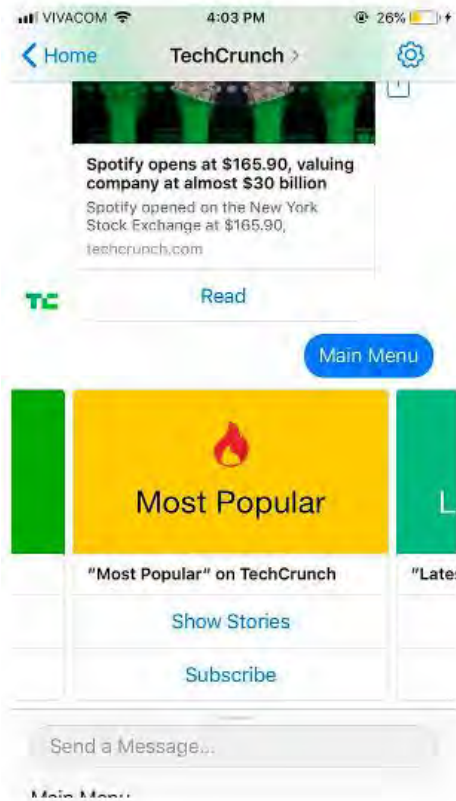 VIVACOM 4:03 PM 26%
Home TechCrunch
Spotify opens at $165.90, valuing
company at almost $30 billion
Spotify opened on the New York
Stock Exchange at $165.90,
techcrunch.com
TC
Read
Main Menu
Most Popular
L
"Most Popular" on TechCrunch
"Lates
Show Stories
Subscribe
Send a Message...
Main Menu